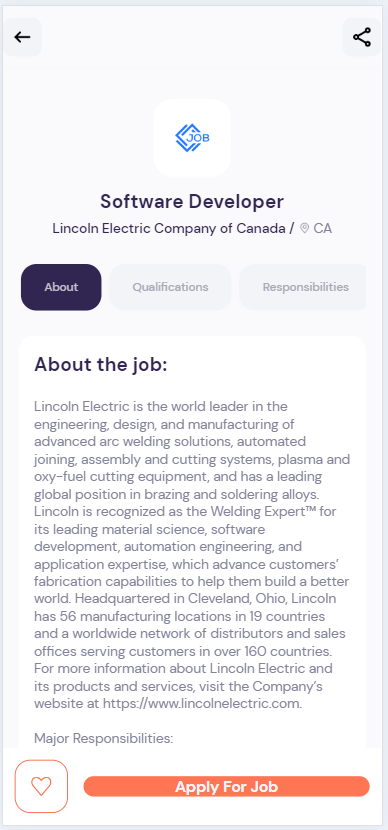 JOB
Software Developer
Lincoln Electric Company of Canada / CA
About
Qualifications
Responsibilities
About the job:
Lincoln Electric is the world leader in the
engineering, design, and manufacturing of
advanced arc welding solutions, automated
joining, assembly and cutting systems, plasma and
oxy-fuel cutting equipment, and has a leading
global position in brazing and soldering alloys.
Lincoln is recognized as the Welding Expert™ for
its leading material science, software
development, automation engineering, and
application expertise, which advance customers’
fabrication capabilities to help them build a better
world. Headquartered in Cleveland, Ohio, Lincoln
has 56 manufacturing locations in 19 countries
and a worldwide network of distributors and sales
offices serving customers in over 160 countries.
For more information about Lincoln Electric and
its products and services, visit the Company’s
website at https://www.lincolnelectric.com.
Major Responsibilities:
Apply For Job